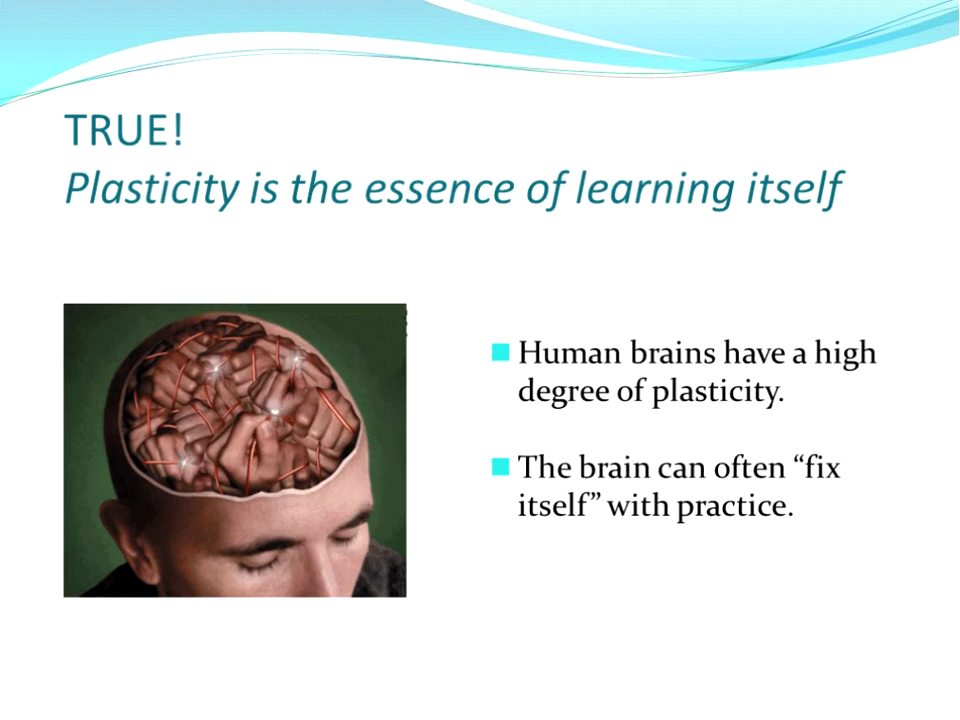 TRUE!
Plasticity is the essence of learning itself
Human brains have a high
degree of plasticity.
The brain can often “fix
itself” with practice.